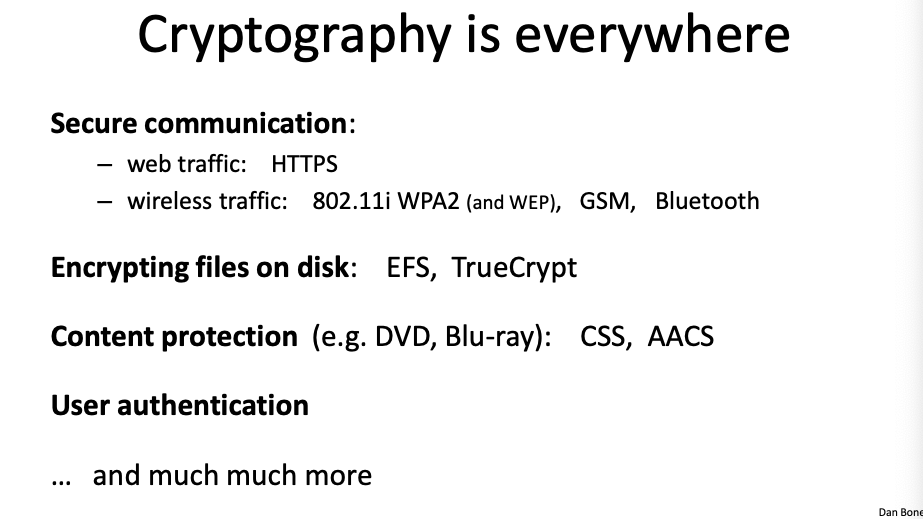 Cryptography is everywhere
Secure communication:
– web traffic: HTTPS
– wireless traffic: 802.11i WPA2 (and WEP), GSM, Bluetooth
Encrypting files on disk: EFS, TrueCrypt
Content protection (e.g. DVD, Blu-ray): CSS, AACS
User authentication
… and much much more
Dan Bone